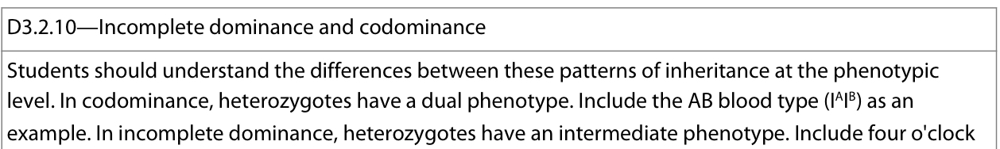 D3.2.10—Incomplete dominance and codominance
Students should understand the differences between these patterns of inheritance at the phenotypic
level. In codominance, heterozygotes have a dual phenotype. Include the AB blood type (IᴬIᴮ) as an
example. In incomplete dominance, heterozygotes have an intermediate phenotype. Include four o'clock